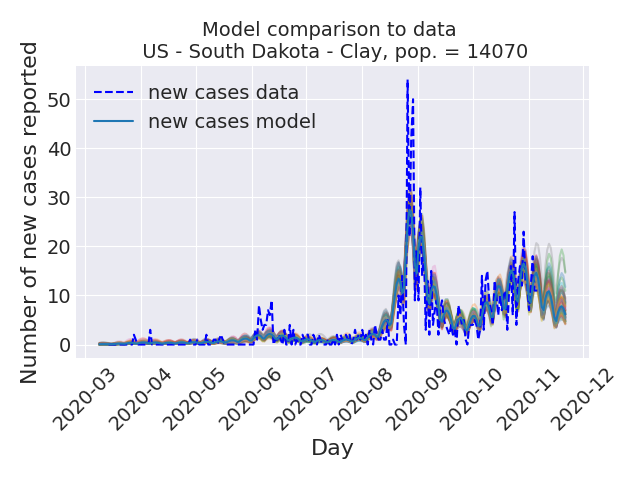 Model comparison to data
US - South Dakota - Clay, pop. = 14070
Number of new cases reported
50
40
30
20
10
0
new cases data
new cases model
2020-03
2020-04
2020-05
2020-06
2020-07
2020-08
2020-09
2020-10
2020-11
2020-12
Day